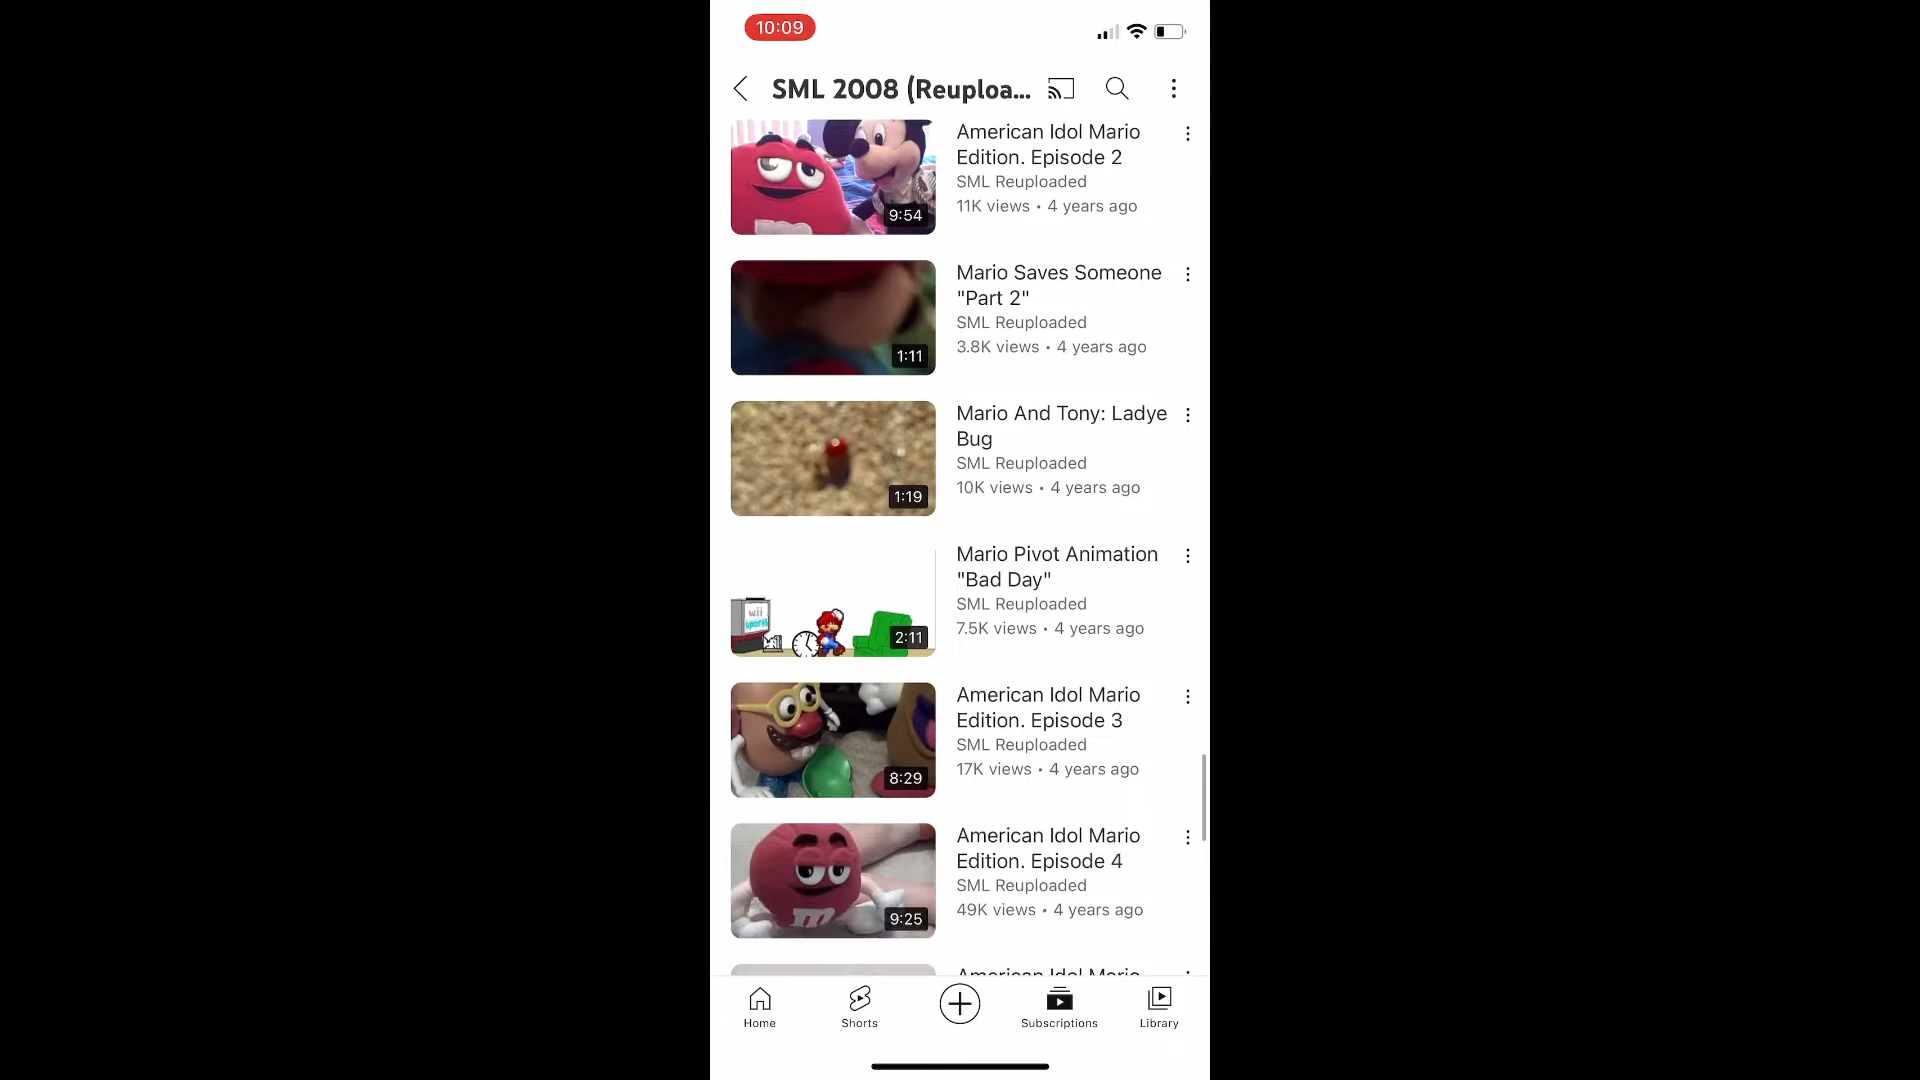 10:09
SML 2008 (Reuploa...
American Idol Mario
Edition. Episode 2
SML Reuploaded
11K views • 4 years ago
9:54
Mario Saves Someone
"Part 2"
SML Reuploaded
3.8K views • 4 years ago
1:11
Mario And Tony: Ladye
Bug
SML Reuploaded
10K views • 4 years ago
1:19
Mario Pivot Animation
"Bad Day"
SML Reuploaded
7.5K views • 4 years ago
Wii
Sports
2:11
American Idol Mario
Edition. Episode 3
SML Reuploaded
17K views • 4 years ago
8:29
American Idol Mario
Edition. Episode 4
SML Reuploaded
49K views • 4 years ago
m
9:25
American Idol Mario
Home
Shorts
Subscriptions
Library